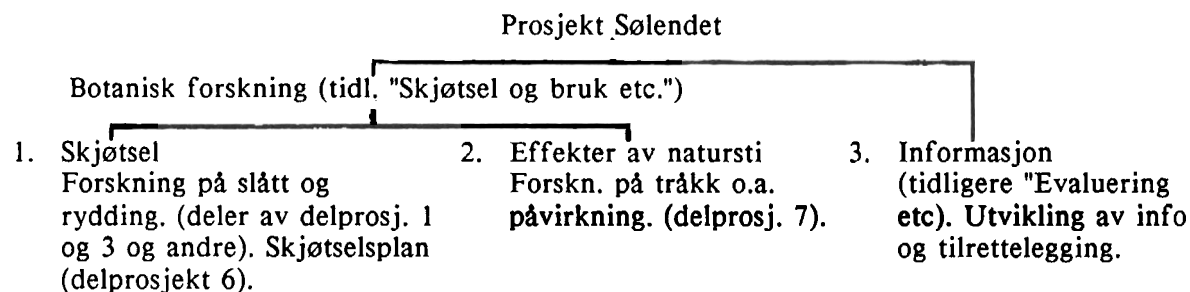 Prosjekt Sølendet
Botanisk forskning (tidl. "Skjøtsel og bruk etc.")
1. Skjøtsel
Forskning på slått og
rydding. (deler av delprosj. 1
og 3 og andre). Skjøtselsplan
(delprosjekt 6).
2. Effekter av natursti
Forskn. på tråkk o.a.
påvirkning. (delprosj. 7).
3. Informasjon
(tidligere "Evaluering
etc). Utvikling av info
og tilrettelegging.